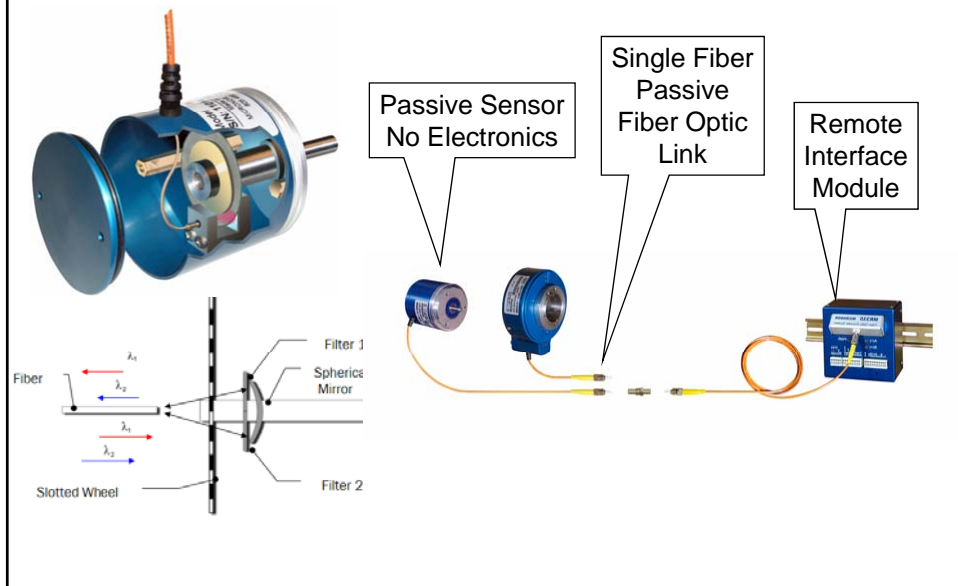 Passive Sensor
No Electronics
Single Fiber
Passive
Fiber Optic
Link
Remote
Interface
Module
Fiber
λ₁
λ₂
λ₁
λ₂
Slotted Wheel
Filter 1
Spherical
Mirror
Filter 2